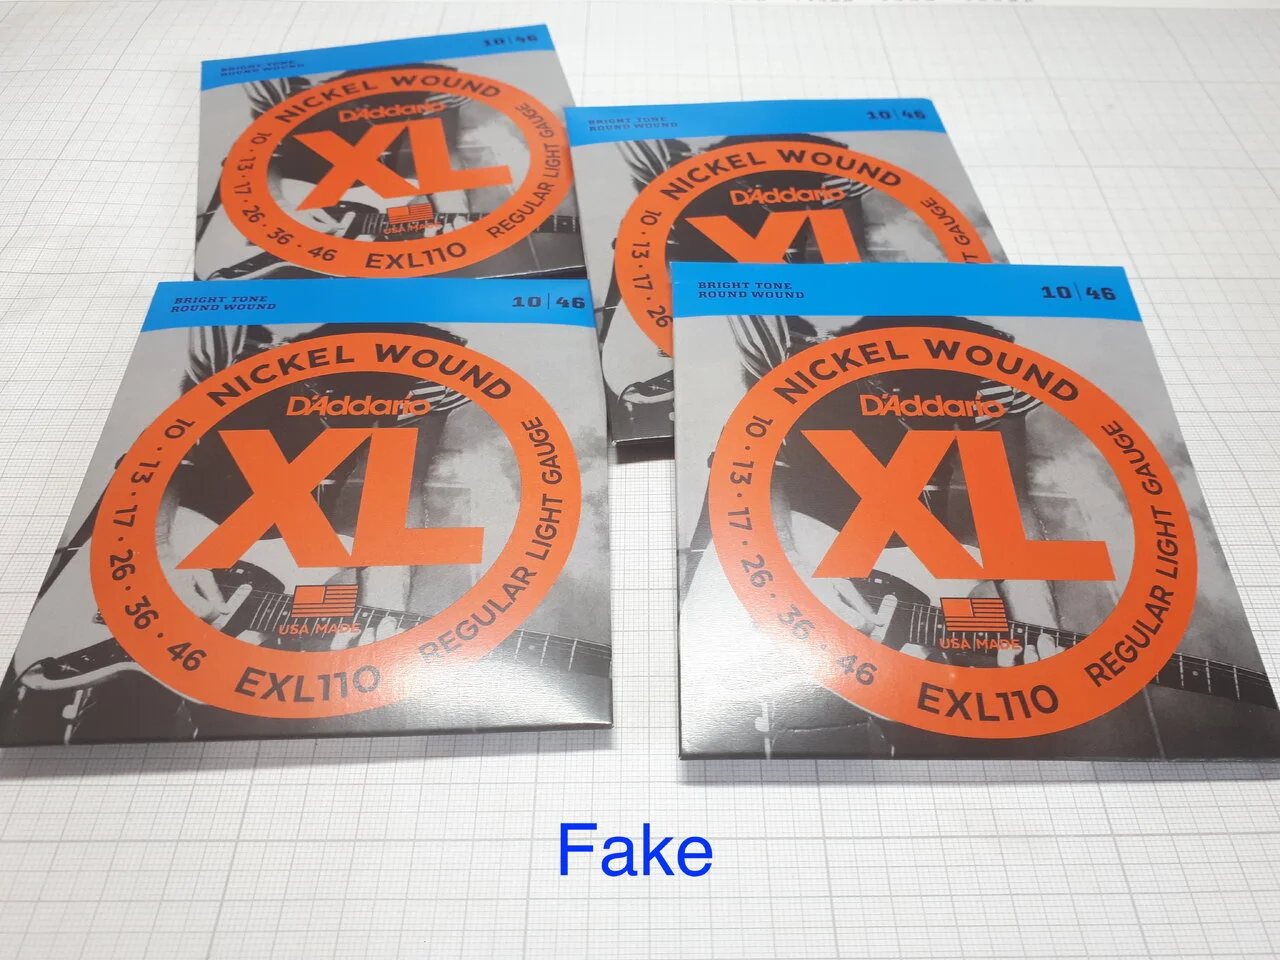 BRIGHT TONE
ROUND WOUND
10|46
NICKEL WOUND
D'Addario
XL
10 · 13 · 17 · 26 · 36 · 46
USA MADE
EXL110
REGULAR LIGHT GAUGE
BRIGHT TONE
ROUND WOUND
10|46
NICKEL WOUND
D'Addario
XL
10 · 13 · 17 · 26
GAUGE
BRIGHT TONE
ROUND WOUND
10|46
NICKEL WOUND
D'Addario
XL
10 · 13 · 17 · 26 · 36 · 46
USA MADE
EXL110
REGULAR LIGHT GAUGE
BRIGHT TONE
ROUND WOUND
10|46
NICKEL WOUND
D'Addario
XL
10 · 13 · 17 · 26 · 36 · 46
USA MADE
EXL110
REGULAR LIGHT GAUGE
Fake